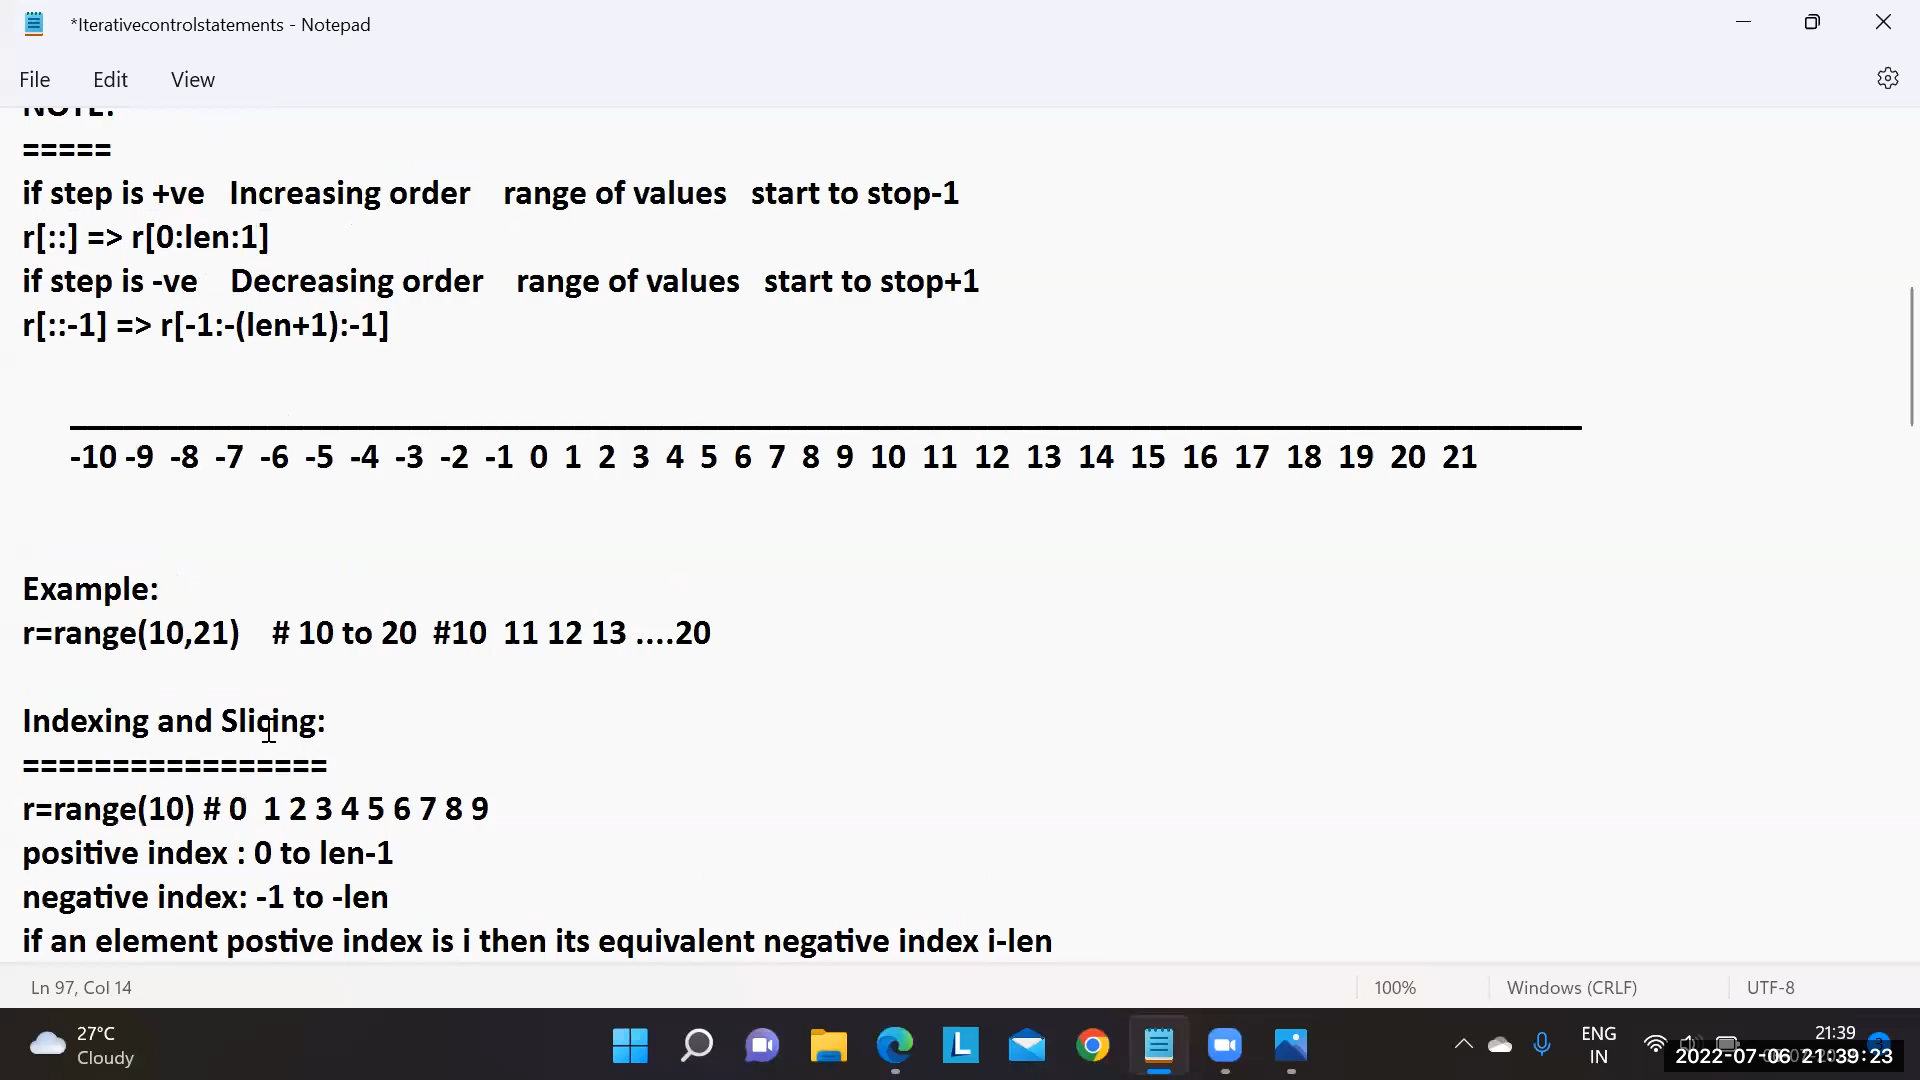 *Iterativecontrolstatements - Notepad
File Edit View
NOTE:
=====
if step is +ve Increasing order range of values start to stop-1
r[::] => r[0:len:1]
if step is -ve Decreasing order range of values start to stop+1
r[::-1] => r[-1:-(len+1):-1]
-10 -9 -8 -7 -6 -5 -4 -3 -2 -1 0 1 2 3 4 5 6 7 8 9 10 11 12 13 14 15 16 17 18 19 20 21
Example:
r=range(10,21) # 10 to 20 #10 11 12 13 ....20
Indexing and Slicing:
=================
r=range(10) # 0 1 2 3 4 5 6 7 8 9
positive index : 0 to len-1
negative index: -1 to -len
if an element postive index is i then its equivalent negative index i-len
Ln 97, Col 14 100% Windows (CRLF) UTF-8
27°C
Cloudy
L
ENG
IN
21:39
2022-07-06 21:39:23